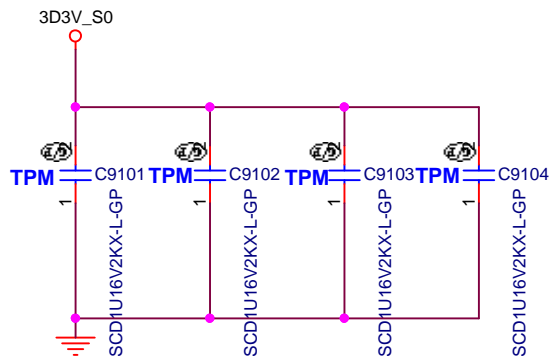 3D3V_S0
TPM
C9101
TPM
C9102
TPM
C9103
TPM
C9104
1
1
1
1
SCD1U16V2KX-L-GP
SCD1U16V2KX-L-GP
SCD1U16V2KX-L-GP
SCD1U16V2KX-L-GP